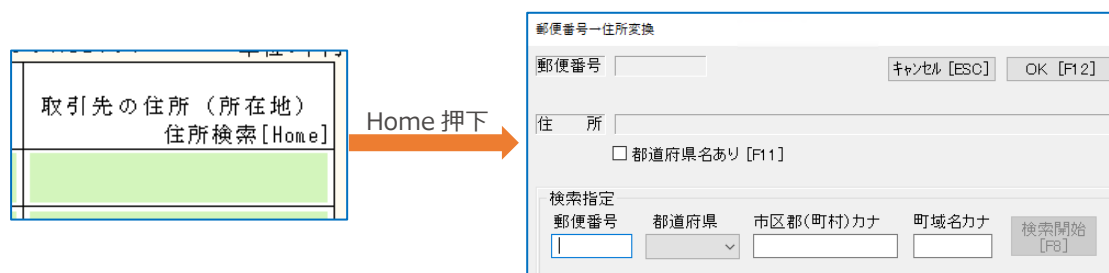 取引先の住所（所在地）
住所検索[Home]
Home 押下
郵便番号→住所変換
郵便番号
キャンセル [ESC]
OK [F12]
住　所
都道府県名あり [F11]
検索指定
郵便番号
都道府県
市区郡(町村)カナ
町域名カナ
検索開始
[F8]